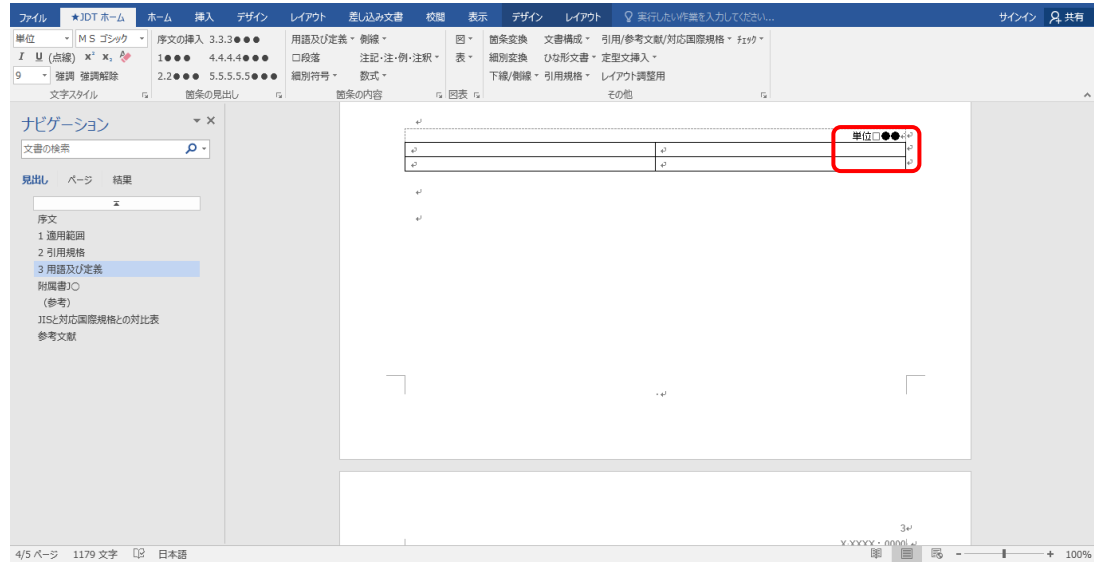 ファイル ★JDT ホーム ホーム 挿入 デザイン レイアウト 差し込み文書 校閲 表示 デザイン レイアウト 実行したい作業を入力してください... サインイン 共有
単位 ＭＳ ゴシック 序文の挿入 3.3.3●●● 用語及び定義 側線 図 箇条変換 文書構成 引用/参考文献/対応国際規格 ﾁｪｯｸ
I U (点線) x² x₂ 1●●● 4.4.4.4●●● □段落 注記･注･例･注釈 表 細別変換 ひな形文書 定型文挿入
9 強調 強調解除 2.2●●● 5.5.5.5.5●●● 細別符号 数式 下線/側線 引用規格 レイアウト調整用
文字スタイル 箇条の見出し 箇条の内容 図表 その他
ナビゲーション
文書の検索
見出し ページ 結果
序文
1 適用範囲
2 引用規格
3 用語及び定義
附属書J〇
（参考）
JISと対応国際規格との対比表
参考文献
単位□●●
3
X XXXX：0000
4/5 ページ 1179 文字 日本語 100%